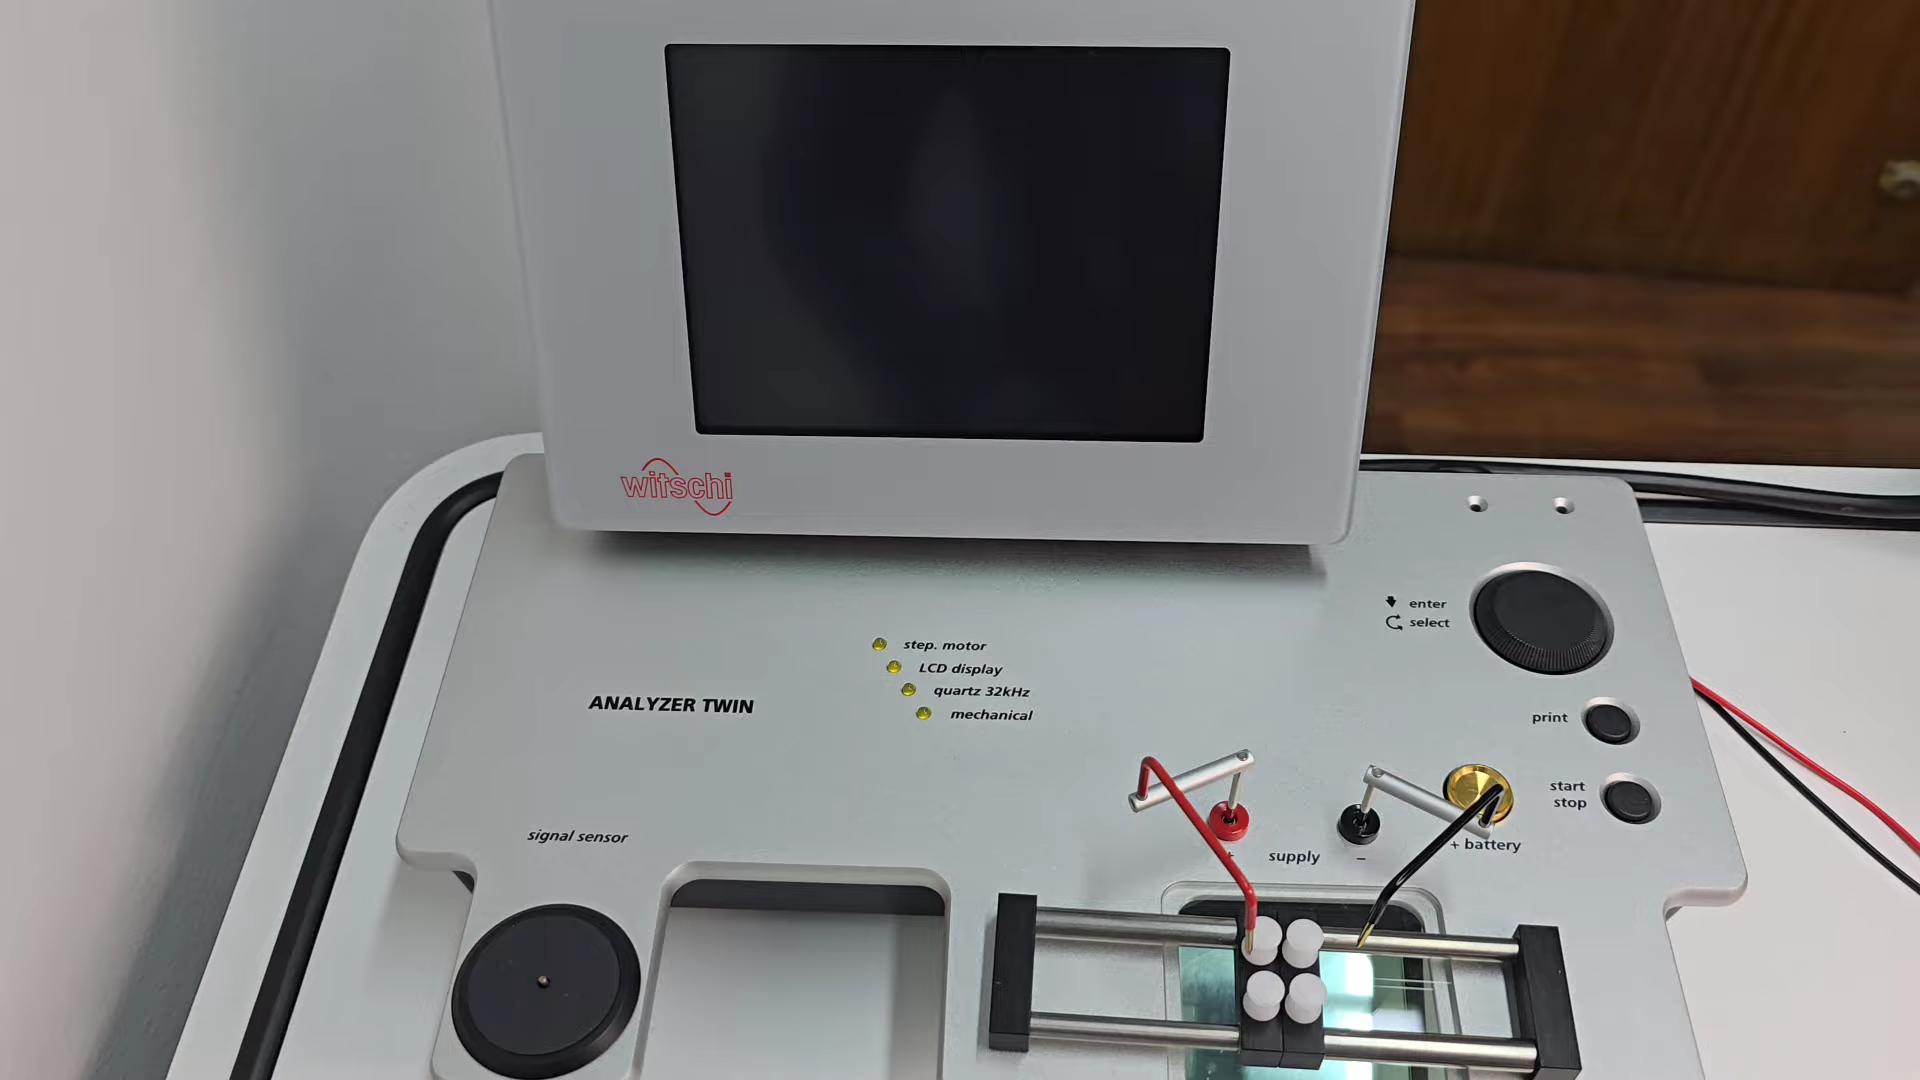 witschi
enter
select
step. motor
LCD display
quartz 32kHz
mechanical
ANALYZER TWIN
print
start
stop
signal sensor
+ supply −
+ battery